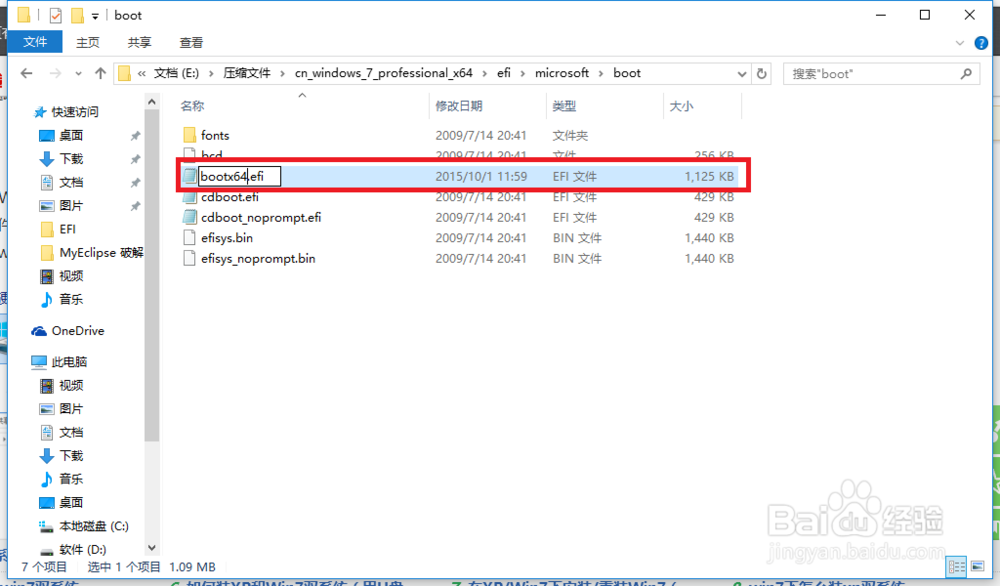 boot
文件 主页 共享 查看
« 文档 (E:) › 压缩文件 › cn_windows_7_professional_x64 › efi › microsoft › boot
搜索"boot"
快速访问
桌面
下载
文档
图片
EFI
MyEclipse 破解
视频
音乐
OneDrive
此电脑
视频
图片
文档
下载
音乐
桌面
本地磁盘 (C:)
软件 (D:)
名称 修改日期 类型 大小
fonts 2009/7/14 20:41 文件夹
bcd 2009/7/14 20:41 文件 256 KB
bootx64.efi 2015/10/1 11:59 EFI 文件 1,125 KB
cdboot.efi 2009/7/14 20:41 EFI 文件 429 KB
cdboot_noprompt.efi 2009/7/14 20:41 EFI 文件 429 KB
efisys.bin 2009/7/14 20:41 BIN 文件 1,440 KB
efisys_noprompt.bin 2009/7/14 20:41 BIN 文件 1,440 KB
7 个项目 选中 1 个项目 1.09 MB
Baidu 经验
jingyan.baidu.com